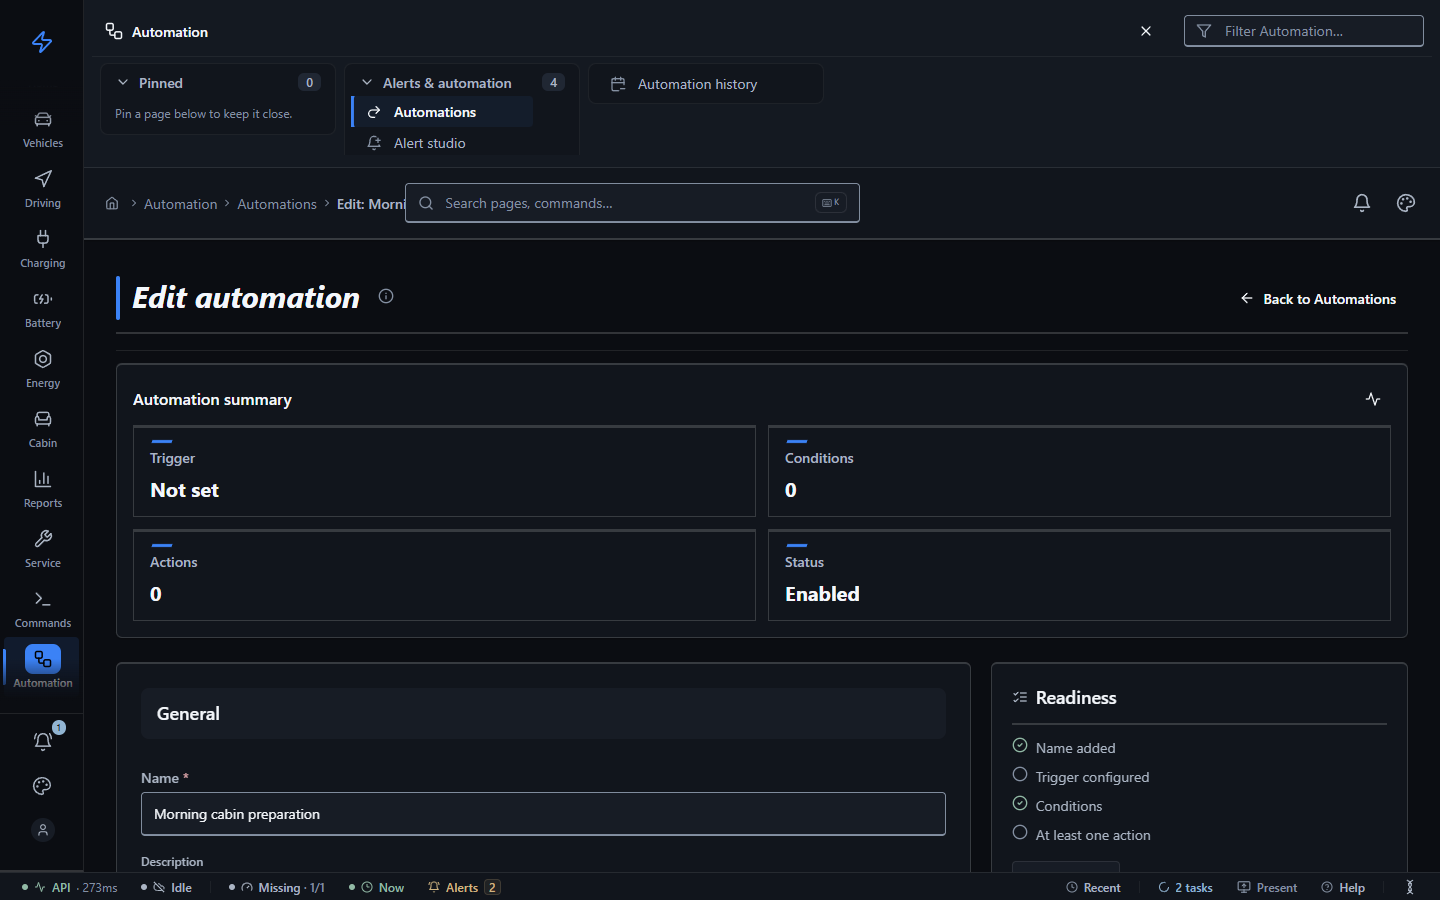 Automation
Filter Automation...
Pinned
0
Pin a page below to keep it close.
Alerts & automation
4
Automations
Alert studio
Automation history
Vehicles
Driving
Charging
Battery
Energy
Cabin
Reports
Service
Commands
Automation
1
Automation
Automations
Edit: Morni
Search pages, commands...
K
Edit automation
Back to Automations
Automation summary
Trigger
Not set
Conditions
0
Actions
0
Status
Enabled
General
Name *
Morning cabin preparation
Description
Readiness
Name added
Trigger configured
Conditions
At least one action
API · 273ms
Idle
Missing · 1/1
Now
Alerts 2
Recent
2 tasks
Present
Help